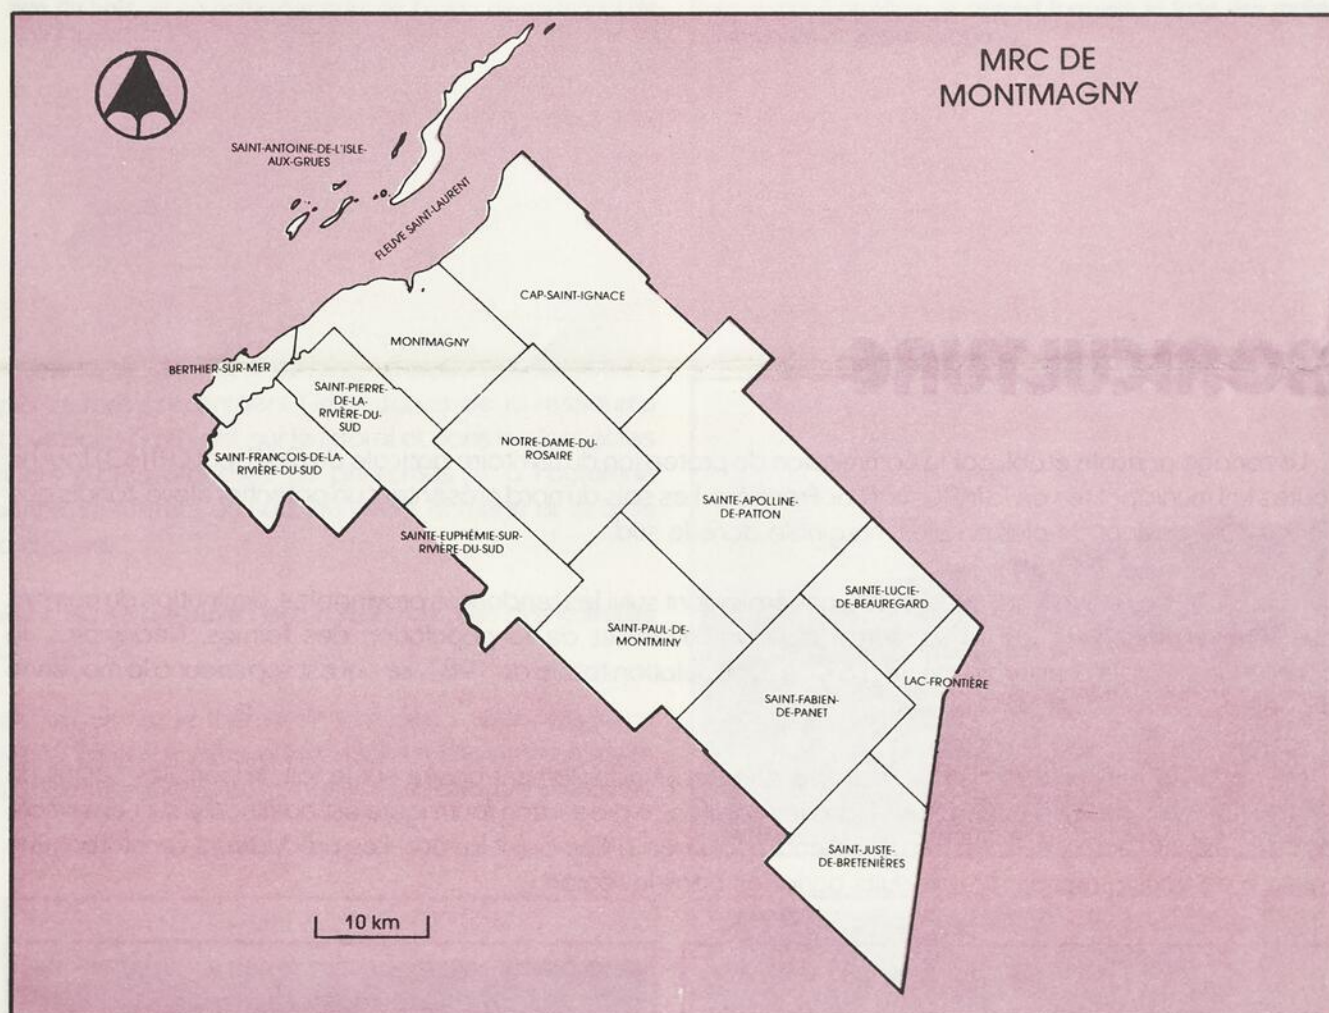 MRC DE
MONTMAGNY
SAINT-ANTOINE-DE-L'ISLE-
AUX-GRUES
FLEUVE SAINT-LAURENT
CAP-SAINT-IGNACE
MONTMAGNY
BERTHIER-SUR-MER
SAINT-PIERRE-
DE-LA-
RIVIÈRE-DU-
SUD
SAINT-FRANCOIS-DE-LA-
RIVIÈRE-DU-SUD
NOTRE-DAME-DU-
ROSAIRE
SAINTE-APOLLINE-
DE-PATTON
SAINTE-EUPHÉMIE-SUR-
RIVIÈRE-DU-SUD
SAINTE-LUCIE-
DE-BEAUREGARD
SAINT-PAUL-DE-
MONTMINY
LAC-FRONTIÈRE
SAINT-FABIEN-
DE-PANET
SAINT-JUSTE-
DE-BRETENIÈRES
10 km